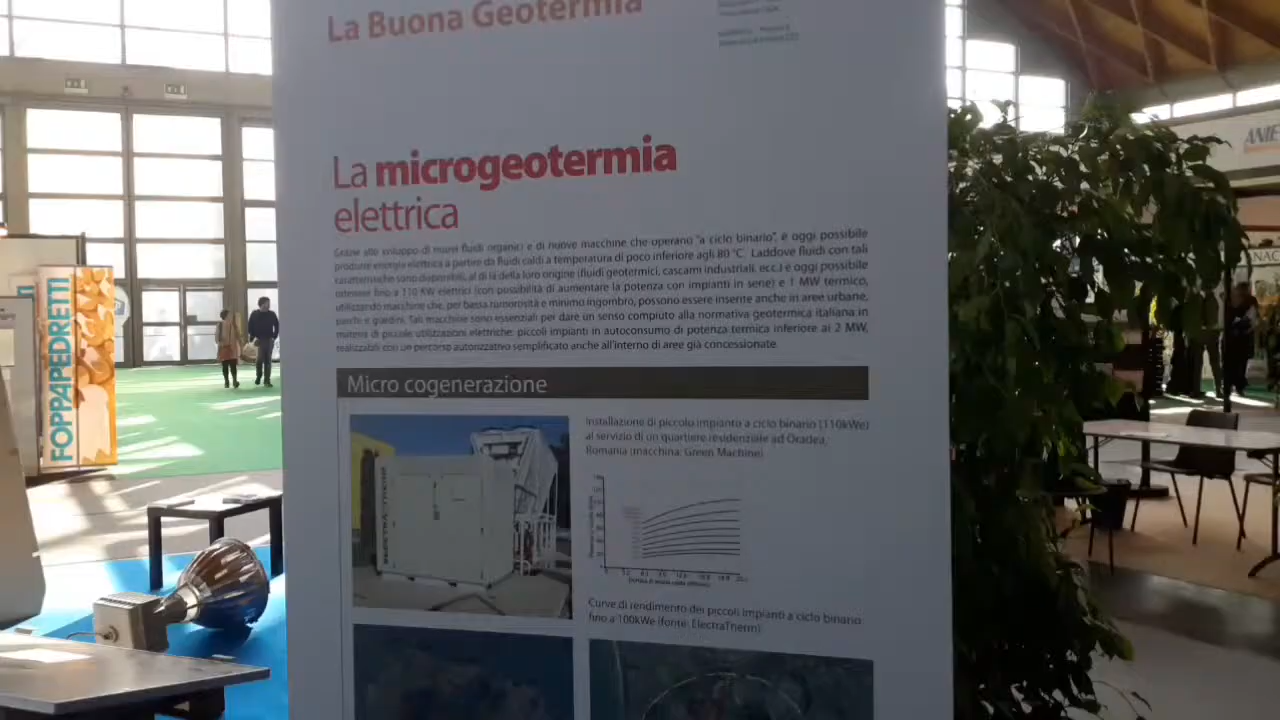 La Buona Geotermia
La microgeotermia
elettrica
Grazie allo sviluppo di nuovi fluidi organici e di nuove macchine che operano "a ciclo binario", è oggi possibile
produrre energia elettrica a partire da fluidi caldi a temperatura di poco inferiore agli 80 °C. Laddove fluidi con tali
caratteristiche sono disponibili, al di là della loro origine (fluidi geotermici, cascami industriali, ecc.) è oggi possibile
ottenere fino a 110 KW elettrici (con possibilità di aumentare la potenza con impianti in serie) e 1 MW termico,
utilizzando macchine che, per bassa rumorosità e minimo ingombro, possono essere inserite anche in aree urbane,
parchi e giardini. Tali macchine sono essenziali per dare un senso compiuto alla normativa geotermica italiana in
materia di piccole utilizzazioni elettriche: piccoli impianti in autoconsumo di potenza termica inferiore ai 2 MW,
realizzabili con un percorso autorizzativo semplificato anche all'interno di aree già concessionate.
Micro cogenerazione
Installazione di piccolo impianto a ciclo binario (110kWe)
al servizio di un quartiere residenziale ad Oradea,
Romania (macchina: Green Machine)
Curve di rendimento dei piccoli impianti a ciclo binario
fino a 100kWe (fonte: ElectraTherm)
FOPPAPEDRETTI
ANIE